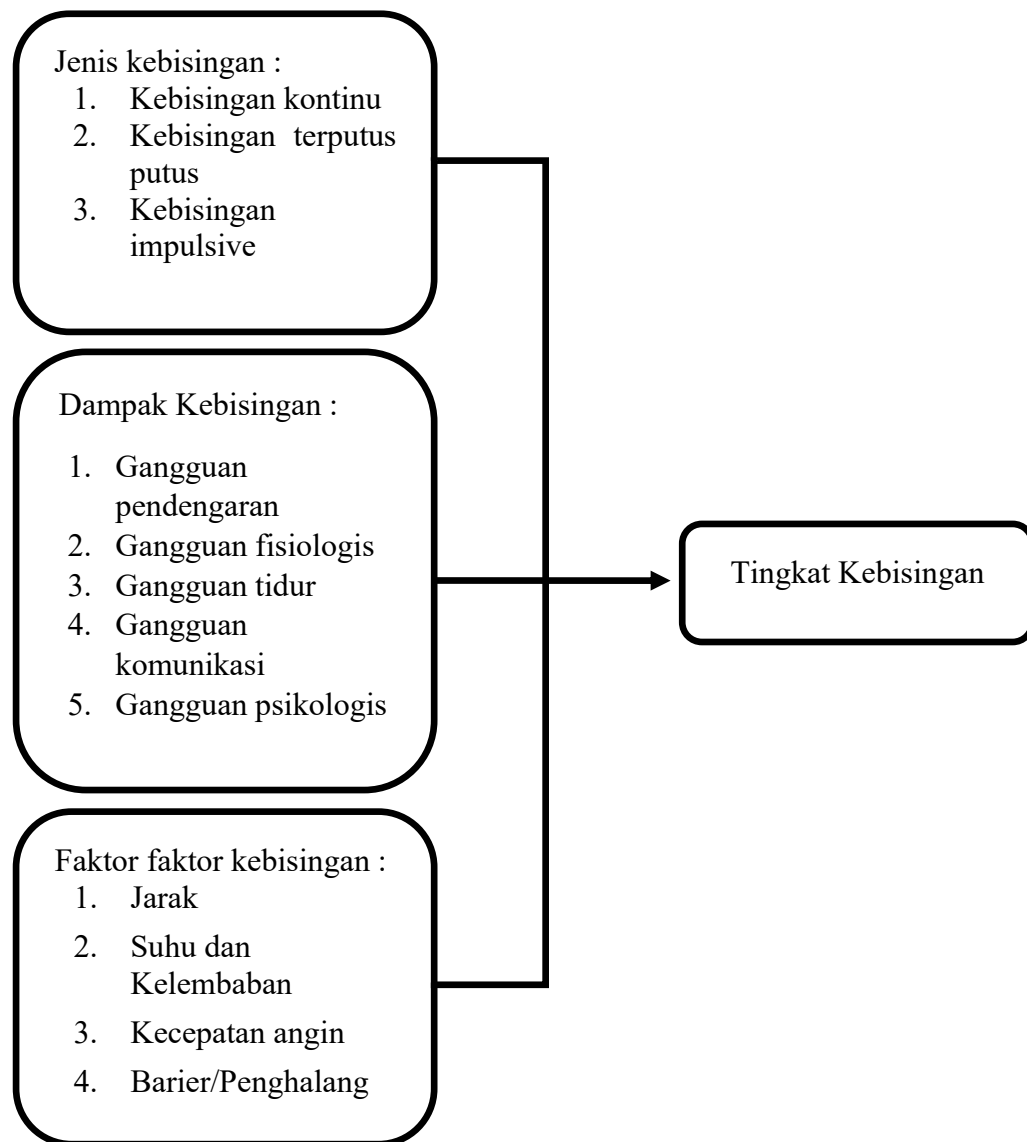 Jenis kebisingan :
1. Kebisingan kontinu
2. Kebisingan terputus
putus
3. Kebisingan
impulsive
Dampak Kebisingan :
1. Gangguan
pendengaran
2. Gangguan fisiologis
3. Gangguan tidur
4. Gangguan
komunikasi
5. Gangguan psikologis
Tingkat Kebisingan
Faktor faktor kebisingan :
1. Jarak
2. Suhu dan
Kelembaban
3. Kecepatan angin
4. Barier/Penghalang